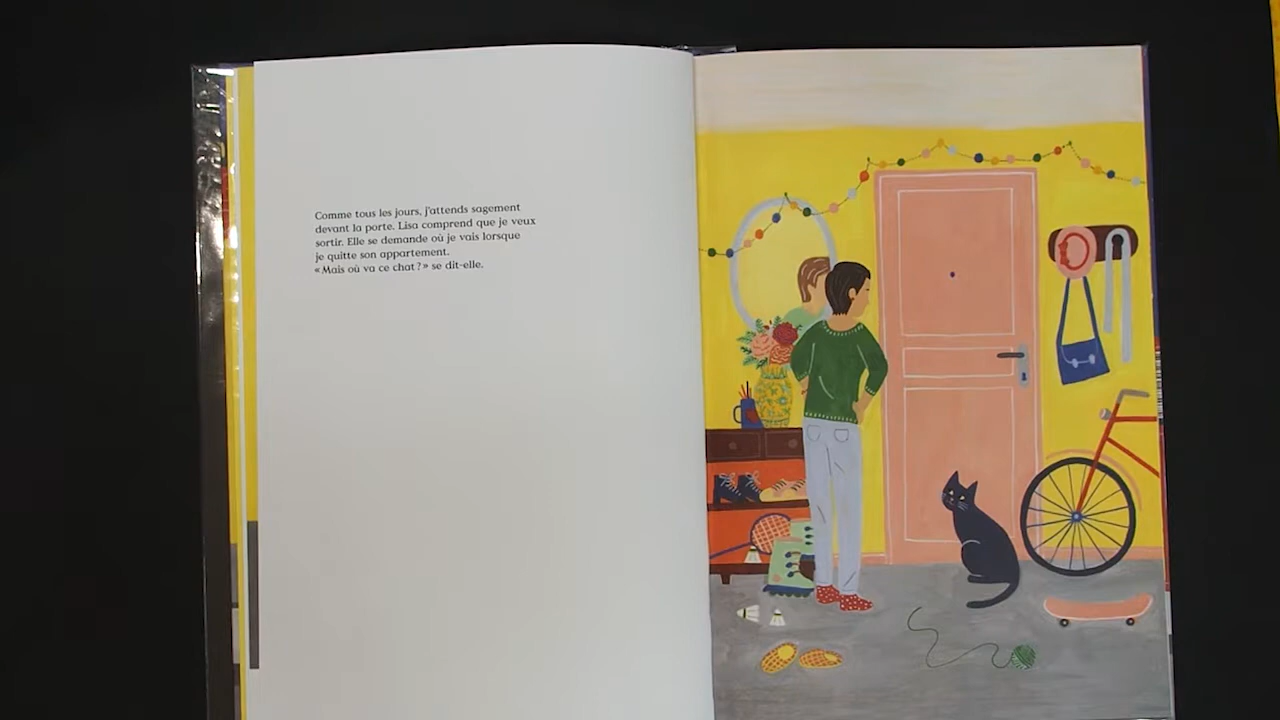 Comme tous les jours, j'attends sagement
devant la porte. Lisa comprend que je veux
sortir. Elle se demande où je vais lorsque
je quitte son appartement.
« Mais où va ce chat ? » se dit-elle.